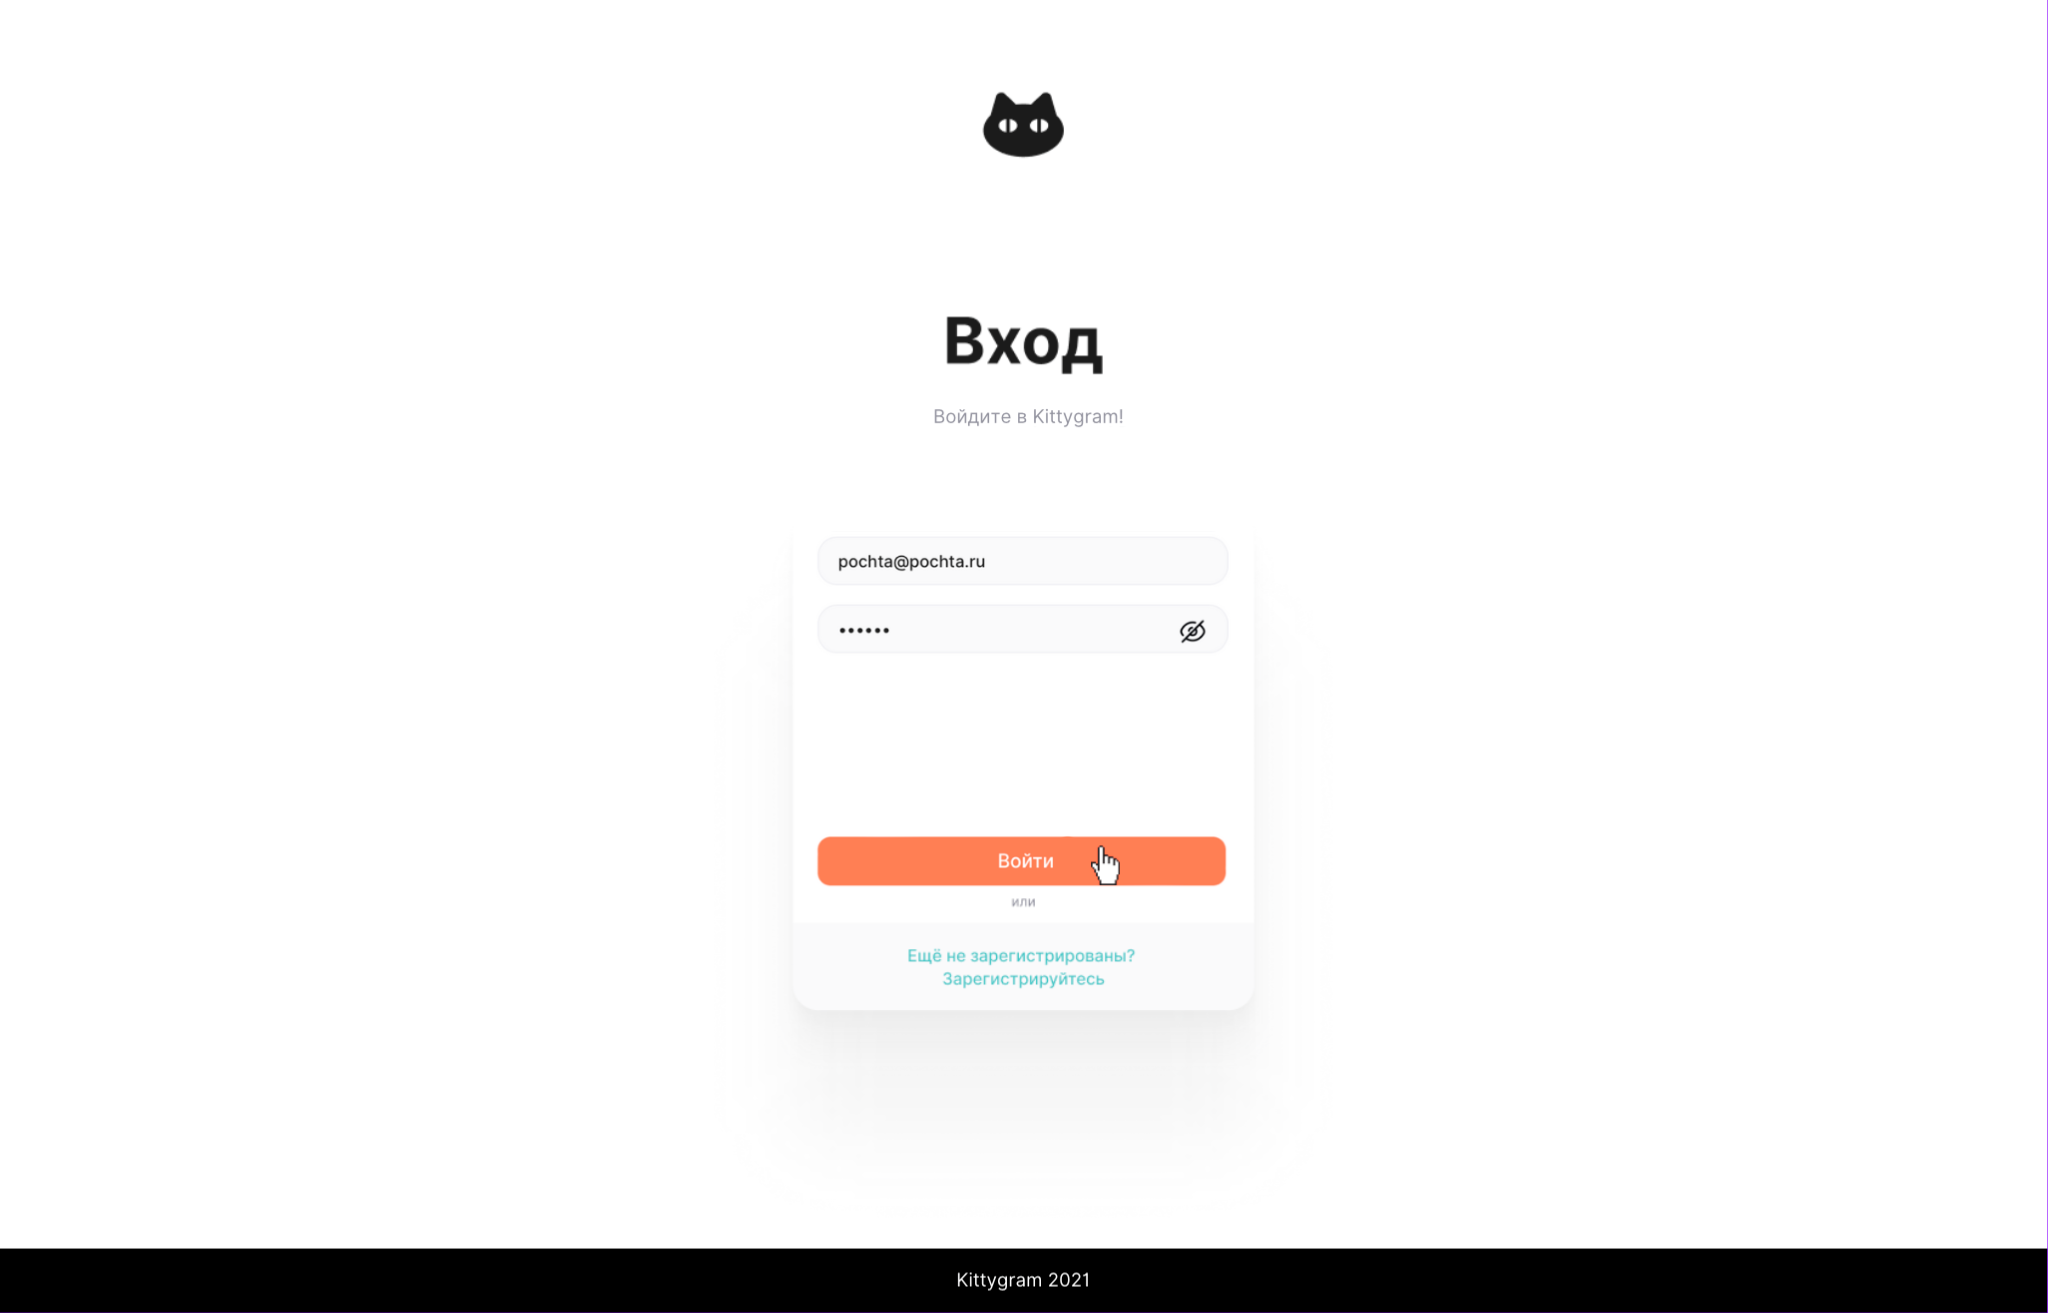 Вход
Войдите в Kittygram!
pochta@pochta.ru
••••••
Войти
или
Ещё не зарегистрированы?
Зарегистрируйтесь
Kittygram 2021